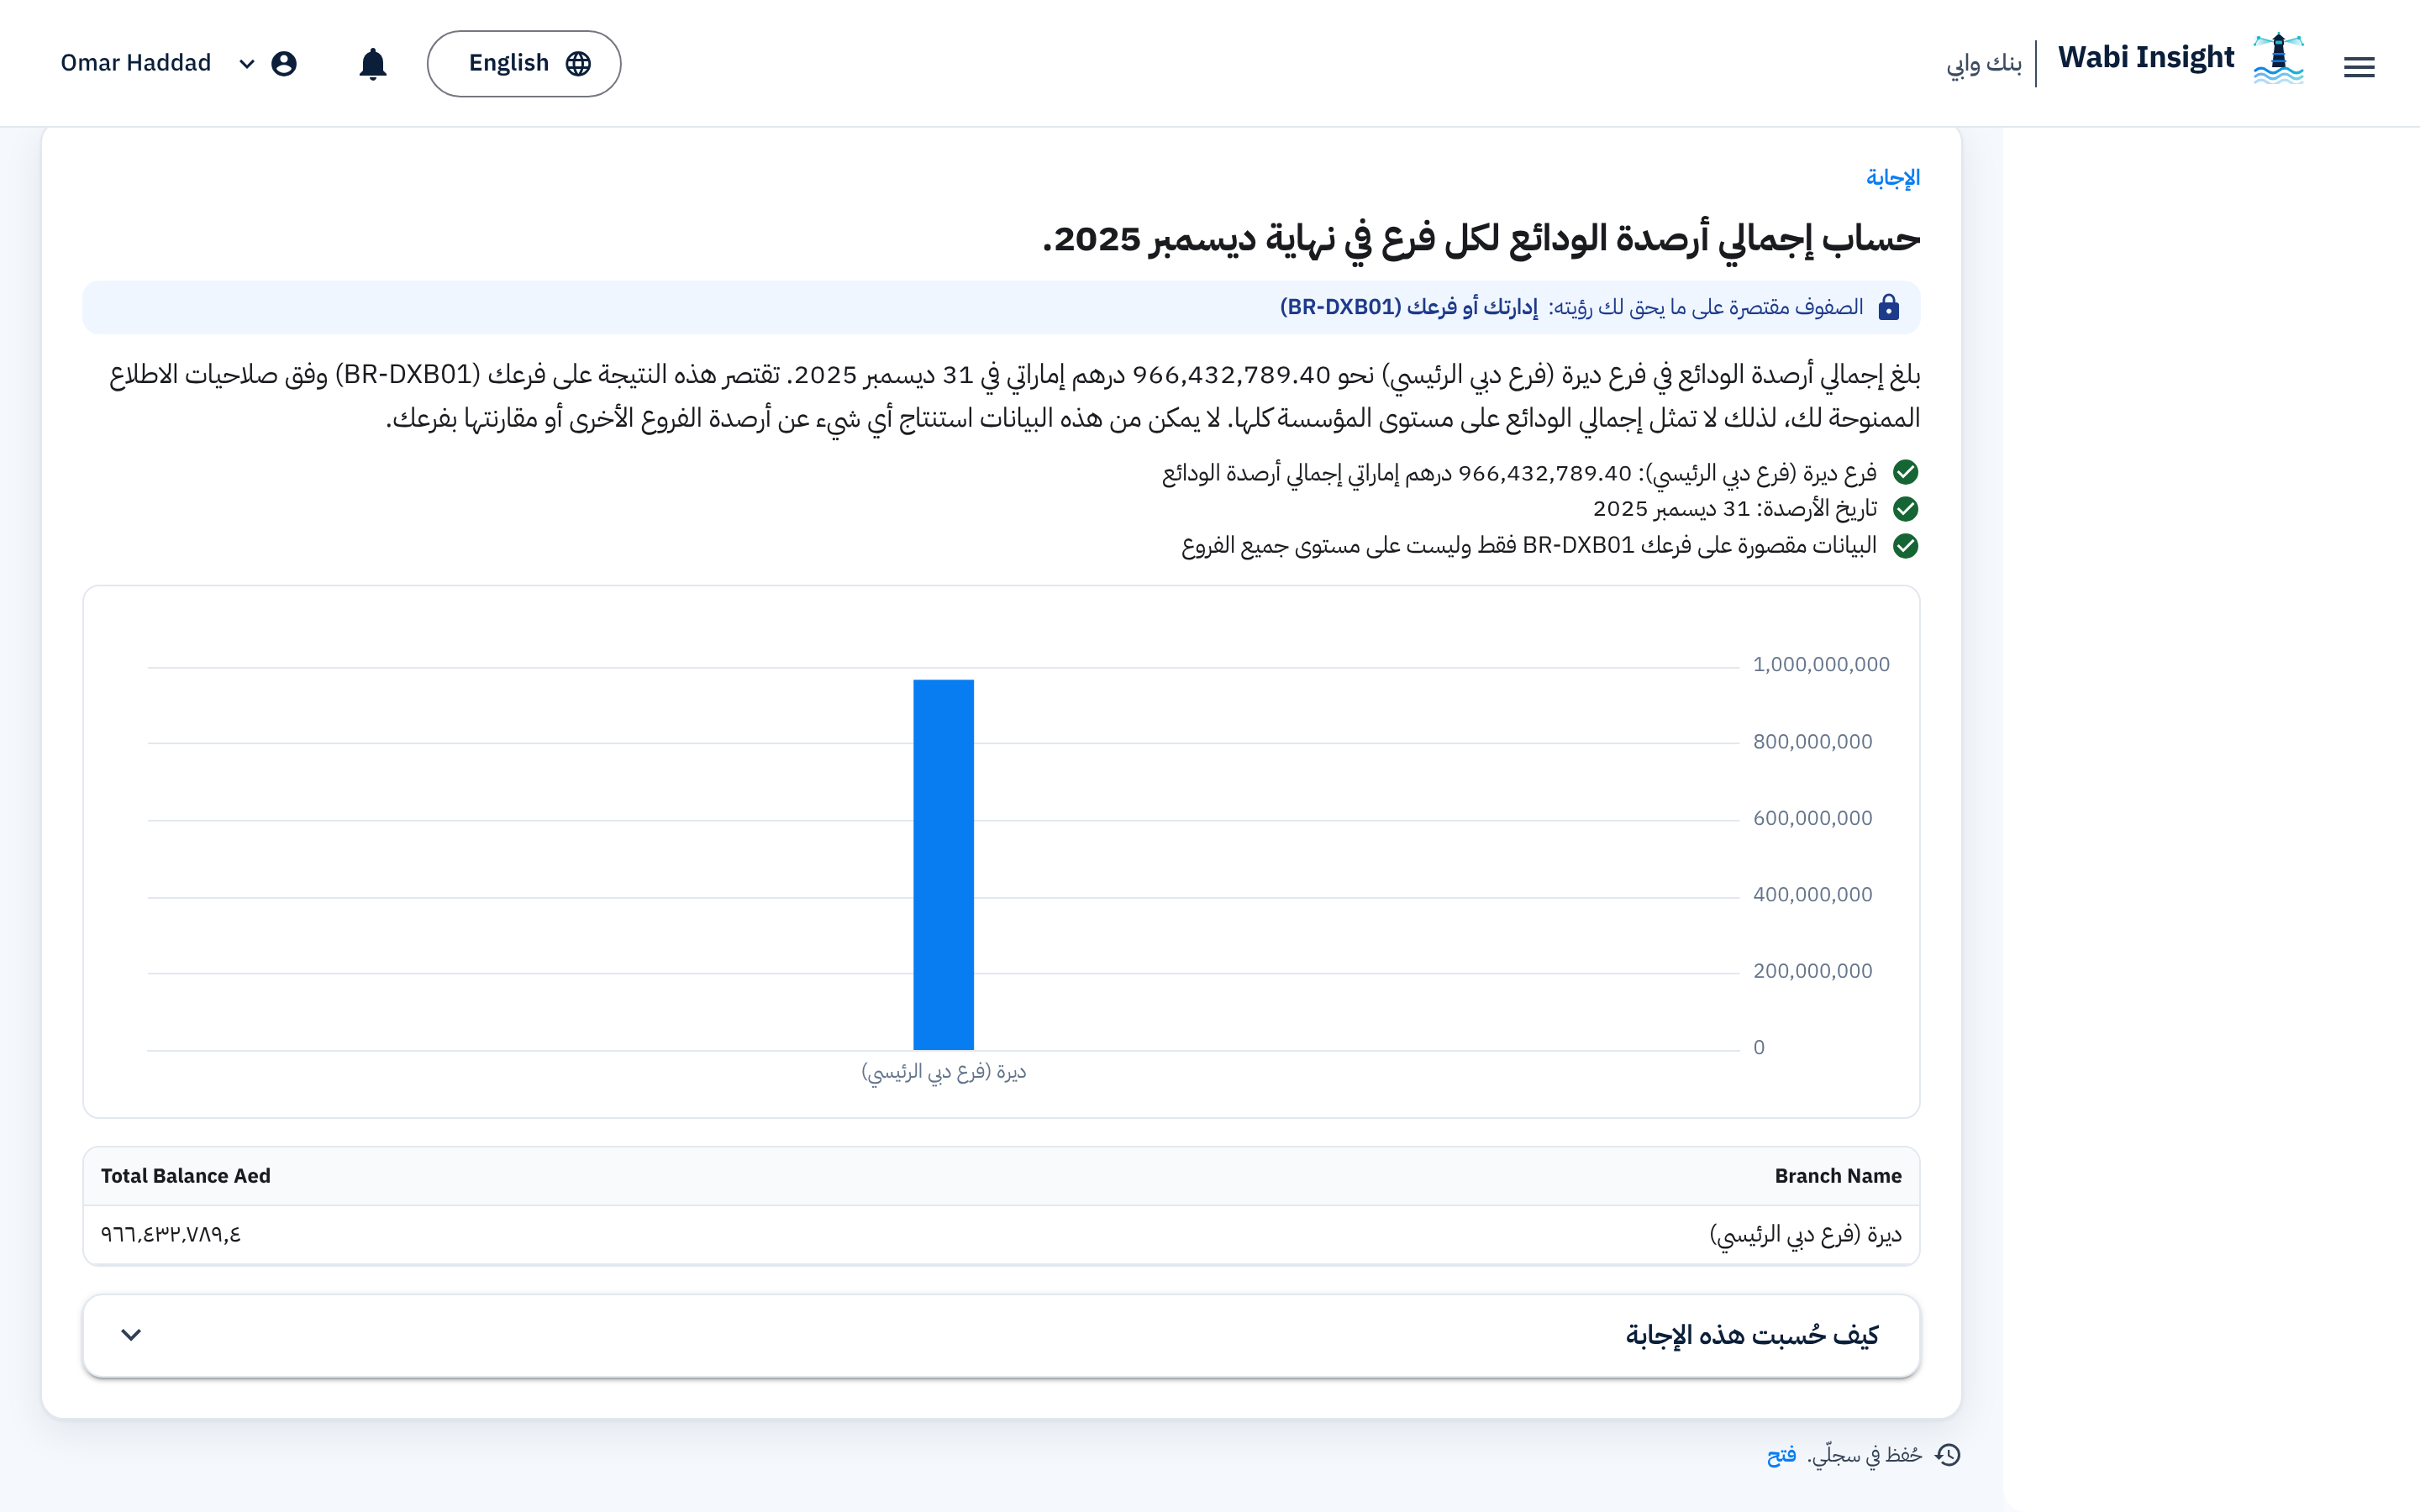 Wabi Insight
بنك وابي
English
Omar Haddad
الإجابة
حساب إجمالي أرصدة الودائع لكل فرع في نهاية ديسمبر 2025.
الصفوف مقتصرة على ما يحق لك رؤيته: إدارتك أو فرعك (BR-DXB01)
بلغ إجمالي أرصدة الودائع في فرع ديرة (فرع دبي الرئيسي) نحو 966,432,789.40 درهم إماراتي في 31 ديسمبر 2025. تقتصر هذه النتيجة على فرعك (BR-DXB01) وفق صلاحيات الاطلاع
الممنوحة لك، لذلك لا تمثل إجمالي الودائع على مستوى المؤسسة كلها. لا يمكن من هذه البيانات استنتاج أي شيء عن أرصدة الفروع الأخرى أو مقارنتها بفرعك.
فرع ديرة (فرع دبي الرئيسي): 966,432,789.40 درهم إماراتي إجمالي أرصدة الودائع
تاريخ الأرصدة: 31 ديسمبر 2025
البيانات مقصورة على فرعك BR-DXB01 فقط وليست على مستوى جميع الفروع
1,000,000,000
800,000,000
600,000,000
400,000,000
200,000,000
0
ديرة (فرع دبي الرئيسي)
Branch Name
Total Balance Aed
ديرة (فرع دبي الرئيسي)
٩٦٦٬٤٣٢٬٧٨٩٫٤
كيف حُسبت هذه الإجابة
حُفظ في سجلّي. فتح